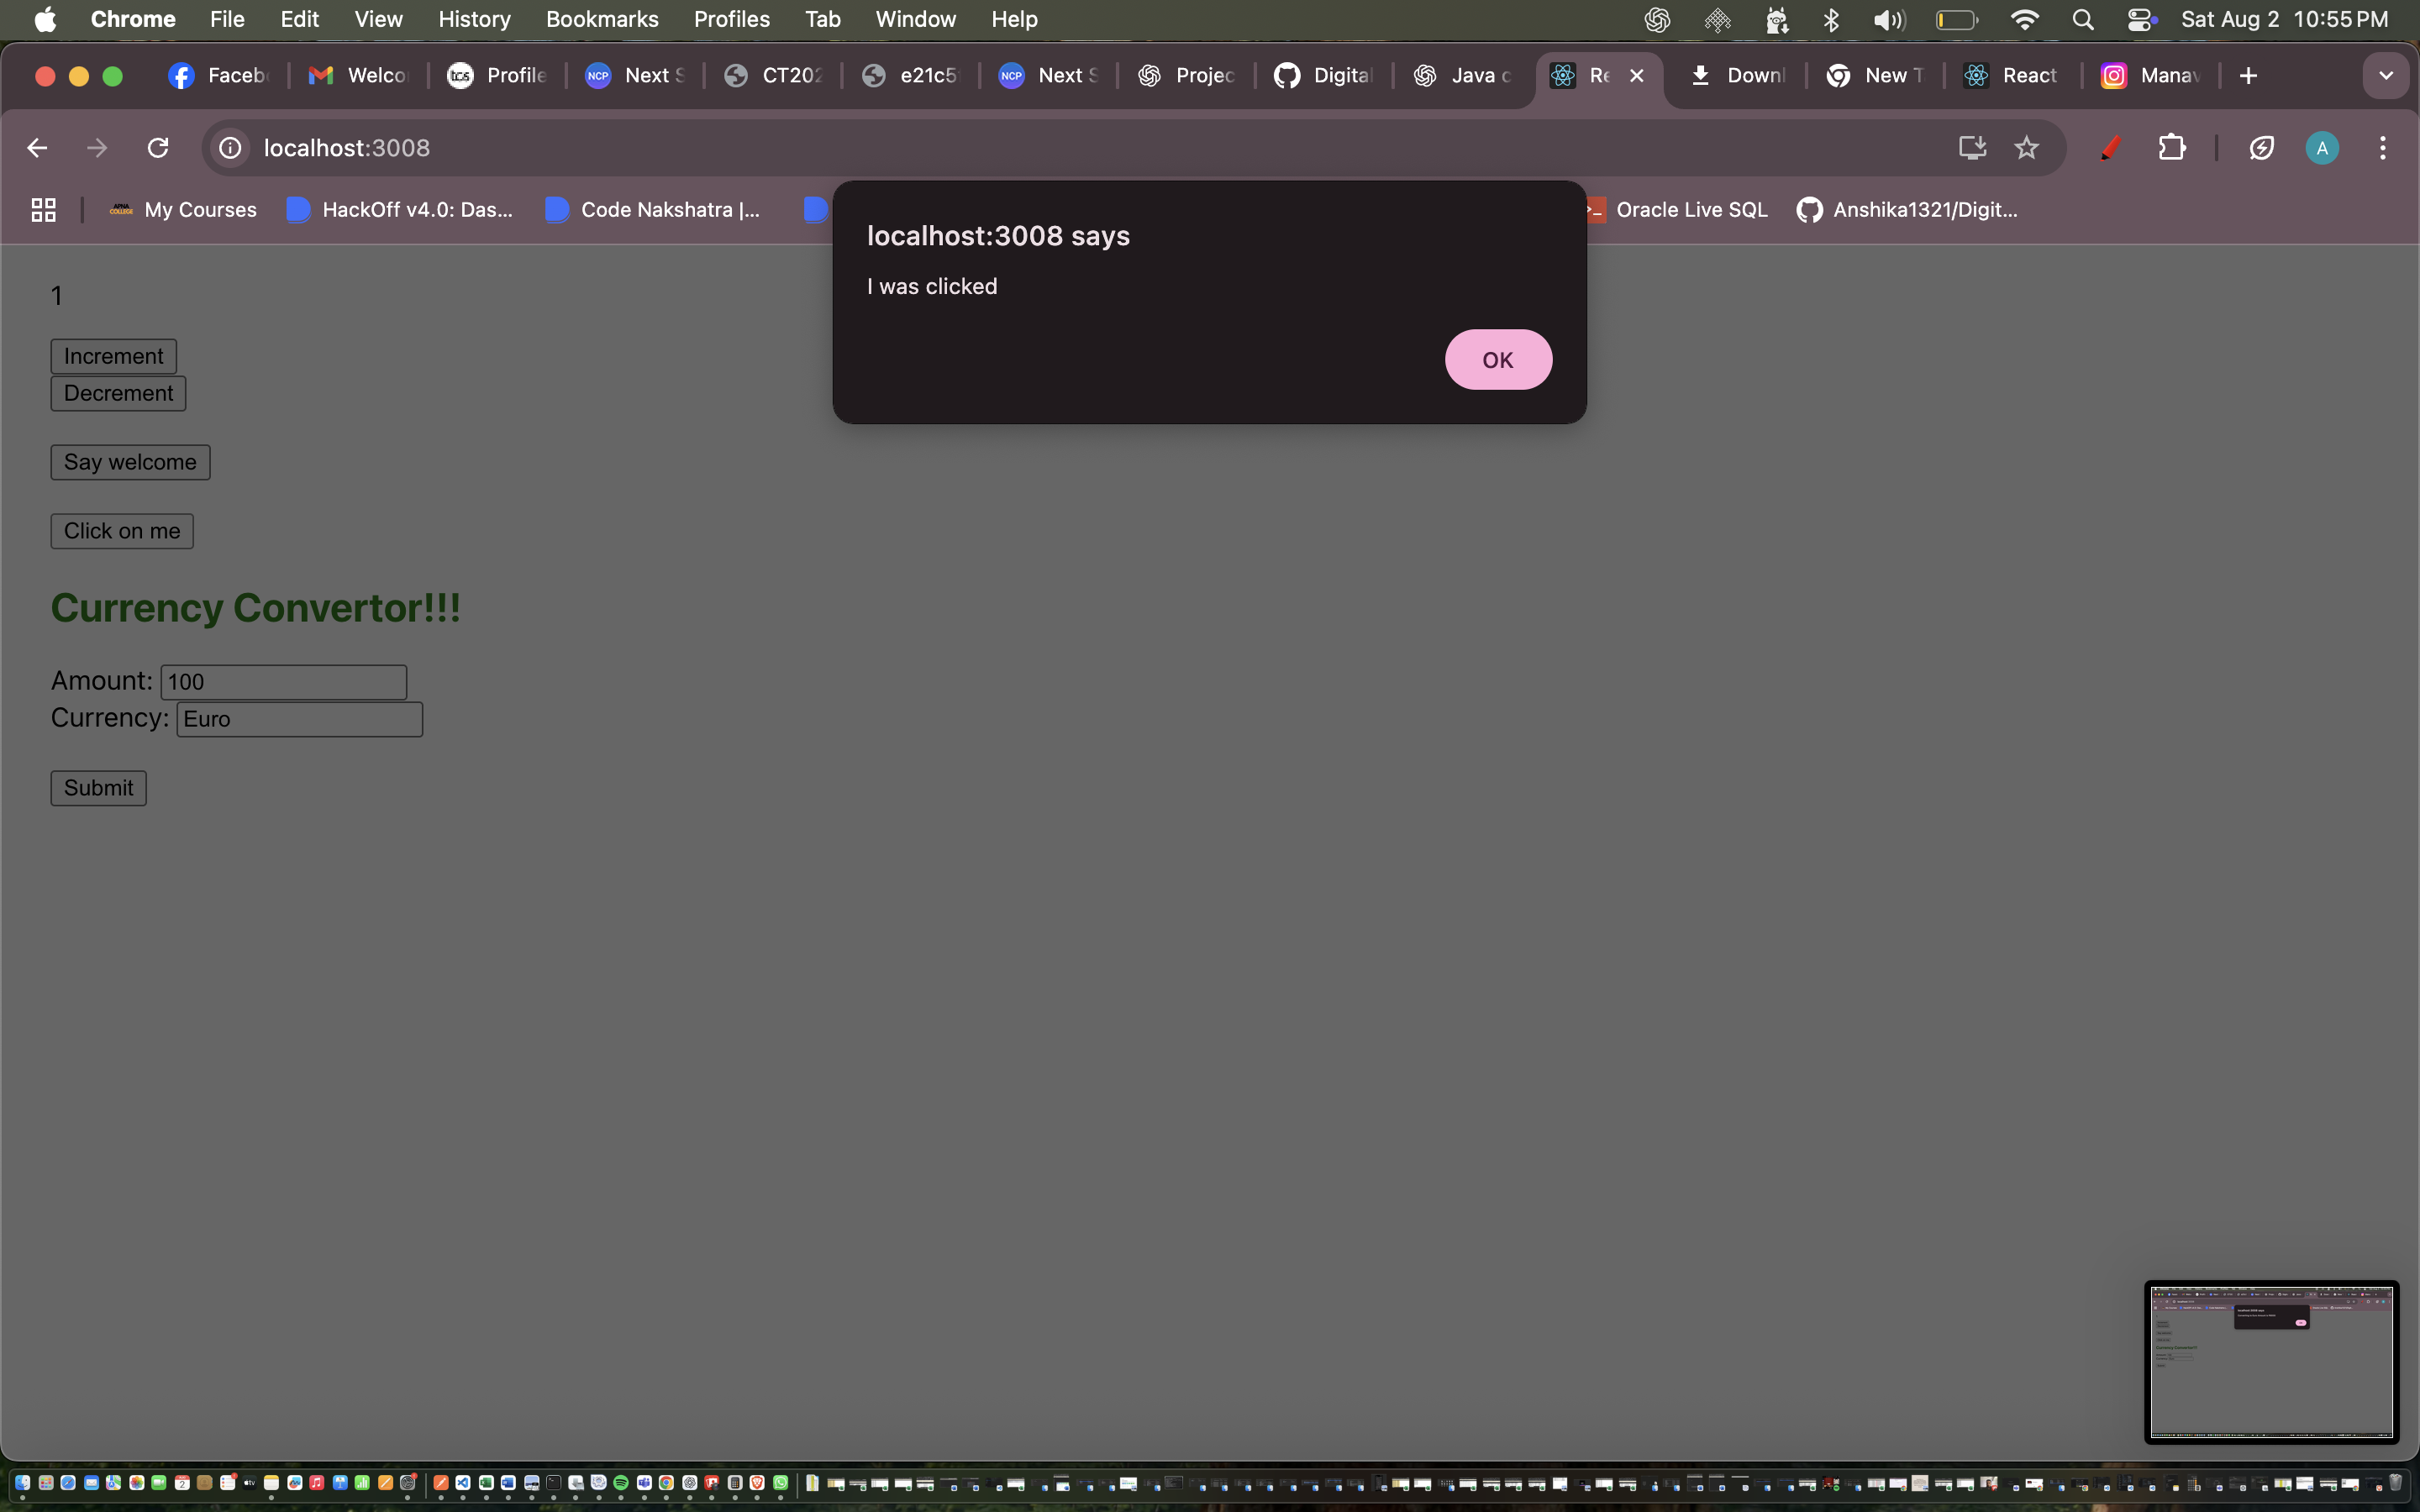 Chrome File Edit View History Bookmarks Profiles Tab Window Help Sat Aug 2 10:55 PM
Faceb Welco Profile Next S CT202 e21c5 Next S Projec Digital Java c Re Downl New T React Manav
localhost:3008 A
My Courses HackOff v4.0: Das... Code Nakshatra |... Oracle Live SQL Anshika1321/Digit...
localhost:3008 says
I was clicked
OK
1
Increment
Decrement
Say welcome
Click on me
Currency Convertor!!!
Amount: 100
Currency: Euro
Submit